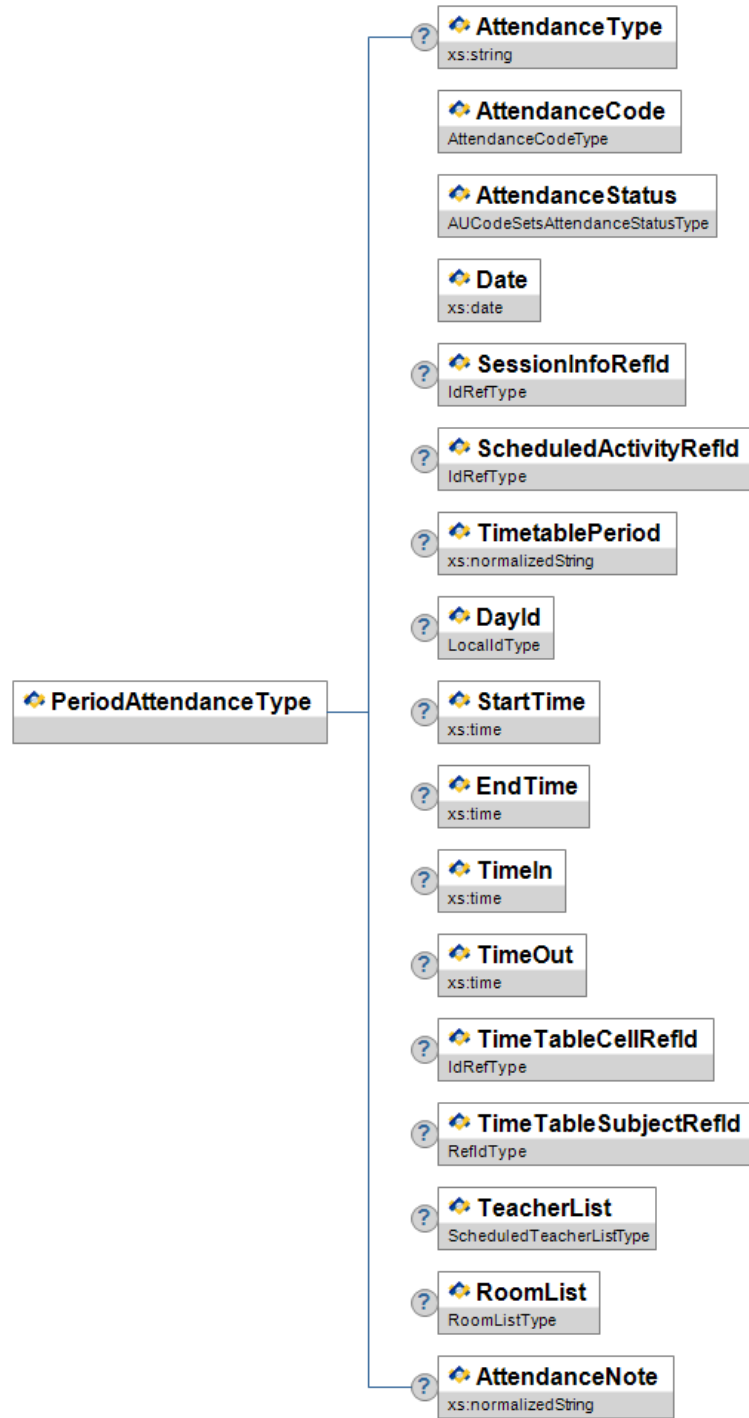 ?
AttendanceType
xs:string
AttendanceCode
AttendanceCodeType
AttendanceStatus
AUCodeSetsAttendanceStatusType
Date
xs:date
?
SessionInfoRefId
IdRefType
?
ScheduledActivityRefId
IdRefType
?
TimetablePeriod
xs:normalizedString
?
DayId
LocalIdType
PeriodAttendanceType
?
StartTime
xs:time
?
EndTime
xs:time
?
TimeIn
xs:time
?
TimeOut
xs:time
?
TimeTableCellRefId
IdRefType
?
TimeTableSubjectRefId
RefIdType
?
TeacherList
ScheduledTeacherListType
?
RoomList
RoomListType
?
AttendanceNote
xs:normalizedString